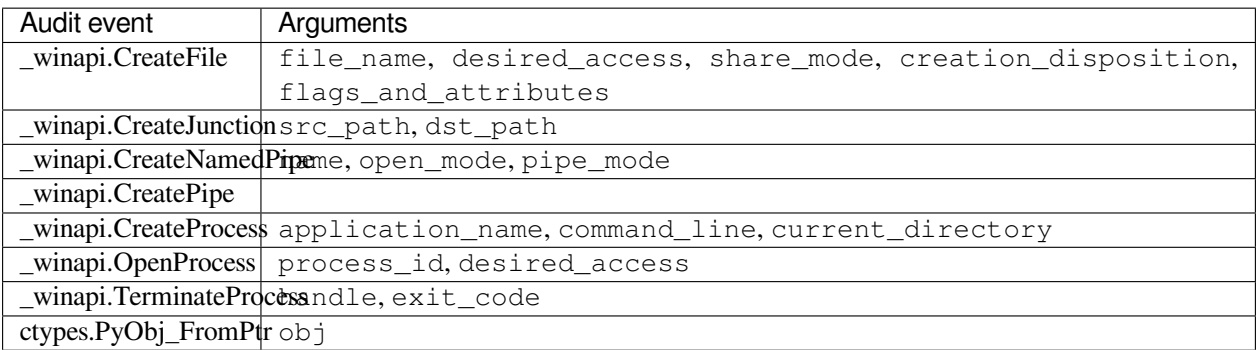 Audit event Arguments
_winapi.CreateFile file_name, desired_access, share_mode, creation_disposition,
flags_and_attributes
_winapi.CreateJunction src_path, dst_path
_winapi.CreateNamedPipe name, open_mode, pipe_mode
_winapi.CreatePipe
_winapi.CreateProcess application_name, command_line, current_directory
_winapi.OpenProcess process_id, desired_access
_winapi.TerminateProcess handle, exit_code
ctypes.PyObj_FromPtr obj